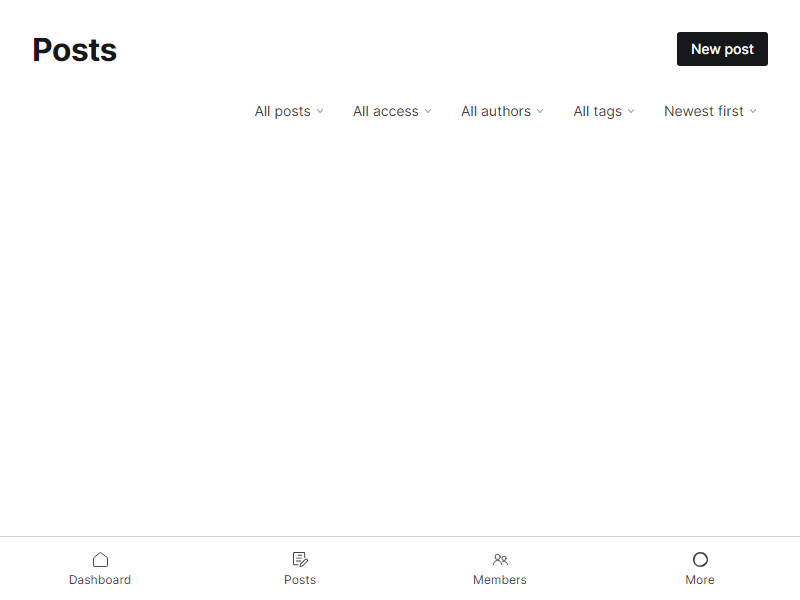 Posts
New post
All posts
All access
All authors
All tags
Newest first
Dashboard
Posts
Members
More